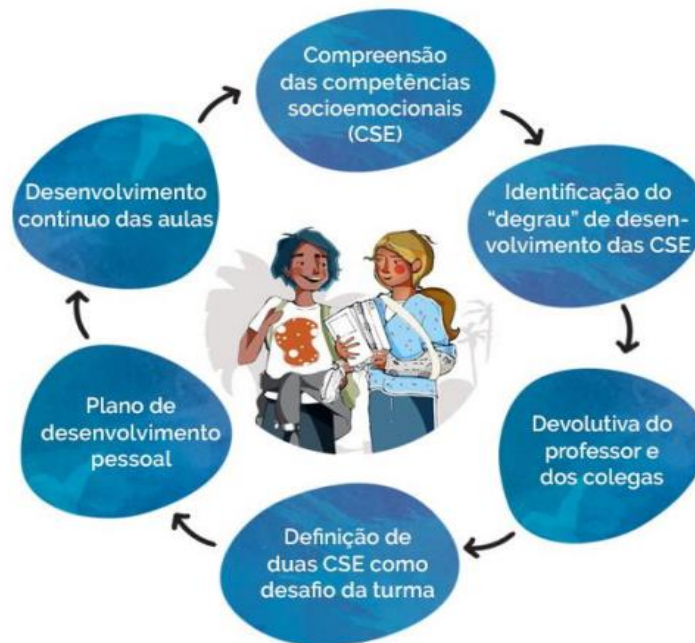 Compreensão
das competências
socioemocionais
(CSE)
Identificação do
“degrau” de desen-
volvimento das CSE
Devolutiva do
professor e
dos colegas
Definição de
duas CSE como
desafio da turma
Plano de
desenvolvimento
pessoal
Desenvolvimento
contínuo das aulas